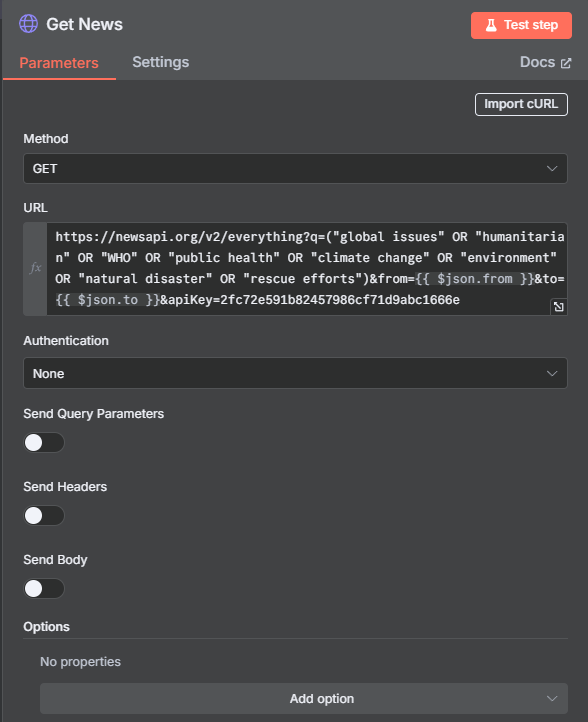 Get News
Test step
Parameters
Settings
Docs
Import cURL
Method
GET
URL
fx
https://newsapi.org/v2/everything?q=("global issues" OR "humanitaria
n" OR "WHO" OR "public health" OR "climate change" OR "environment"
OR "natural disaster" OR "rescue efforts")&from={{ $json.from }}&to=
{{ $json.to }}&apiKey=2fc72e591b82457986cf71d9abc1666e
Authentication
None
Send Query Parameters
Send Headers
Send Body
Options
No properties
Add option